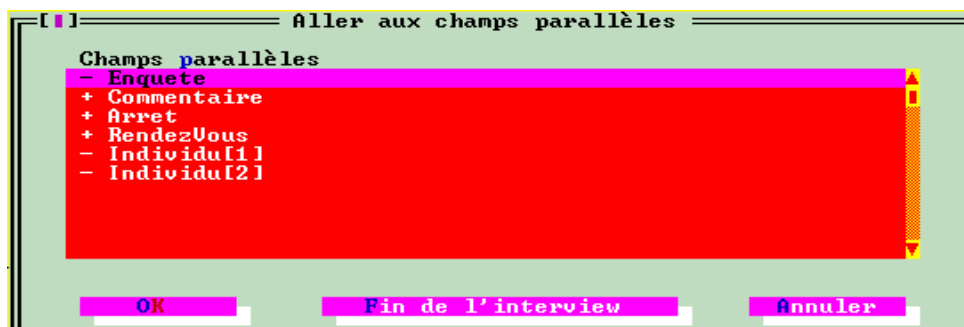 Aller aux champs parallèles
Champs parallèles
- Enquete
+ Commentaire
+ Arret
+ RendezVous
- Individu[1]
- Individu[2]
OK Fin de l'interview Annuler